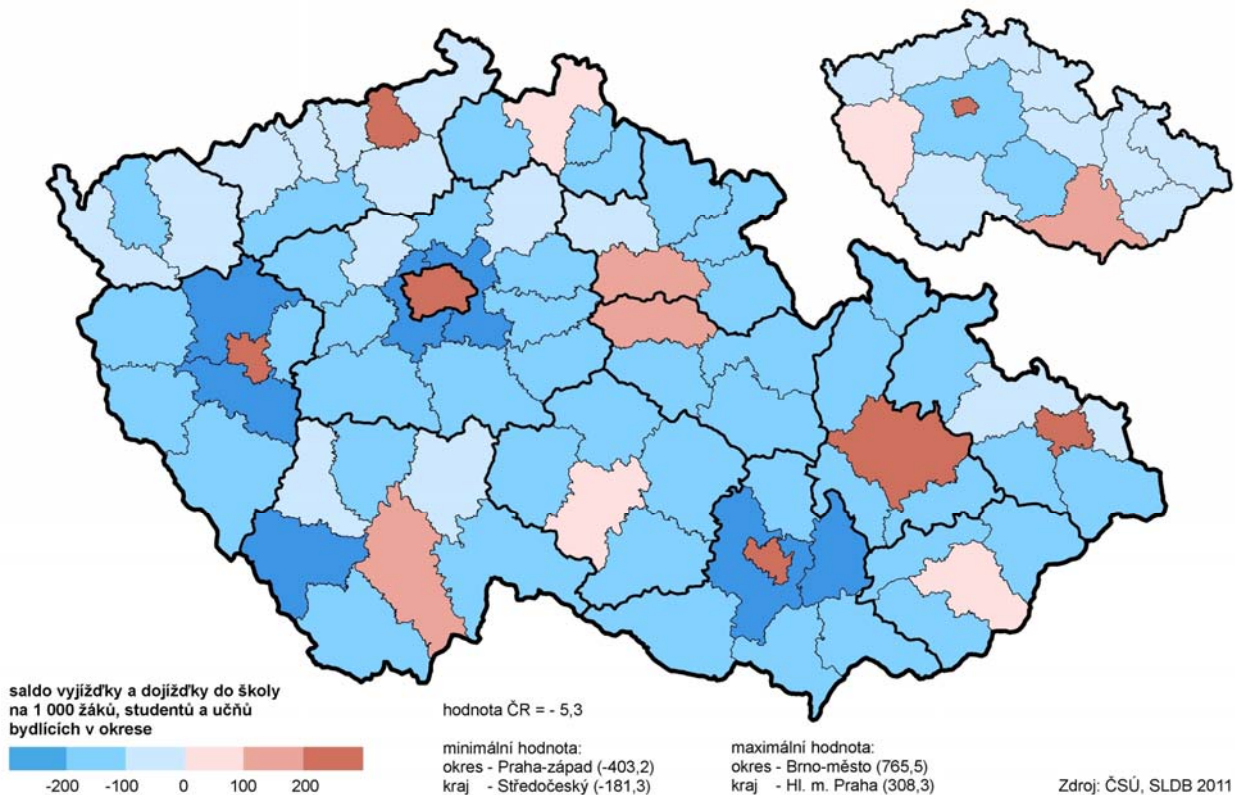 saldo vyjížďky a dojížďky do školy
na 1 000 žáků, studentů a učňů
bydlících v okrese
-200 -100 0 100 200
hodnota ČR = - 5,3
minimální hodnota:
okres - Praha-západ (-403,2)
kraj - Středočeský (-181,3)
maximální hodnota:
okres - Brno-město (765,5)
kraj - Hl. m. Praha (308,3)
Zdroj: ČSÚ, SLDB 2011